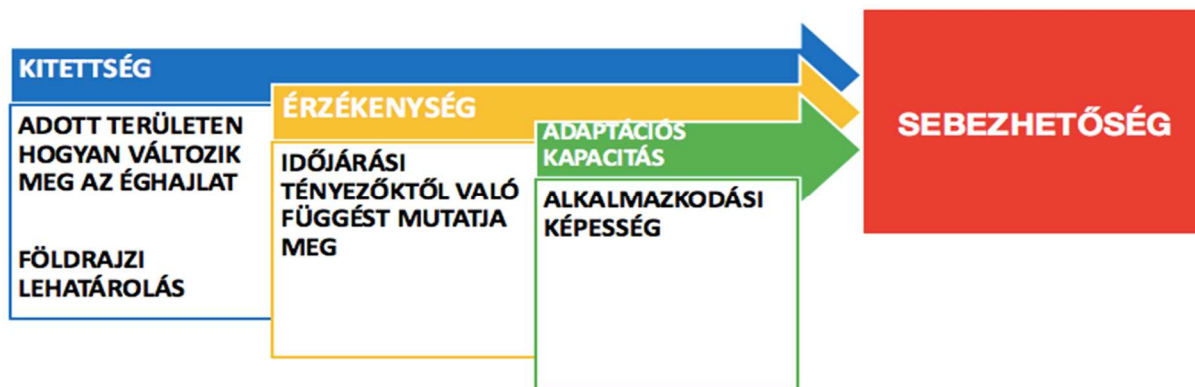 KITETTSÉG
ADOTT TERÜLETEN
HOGYAN VÁLTOZIK
MEG AZ ÉGHAJLAT
FÖLDRAJZI
LEHATÁROLÁS
ÉRZÉKENYSÉG
IDŐJÁRÁSI
TÉNYEZŐKTŐL VALÓ
FÜGGÉST MUTATJA
MEG
ADAPTÁCIÓS
KAPACITÁS
ALKALMAZKODÁSI
KÉPESSÉG
SEBEZHETŐSÉG